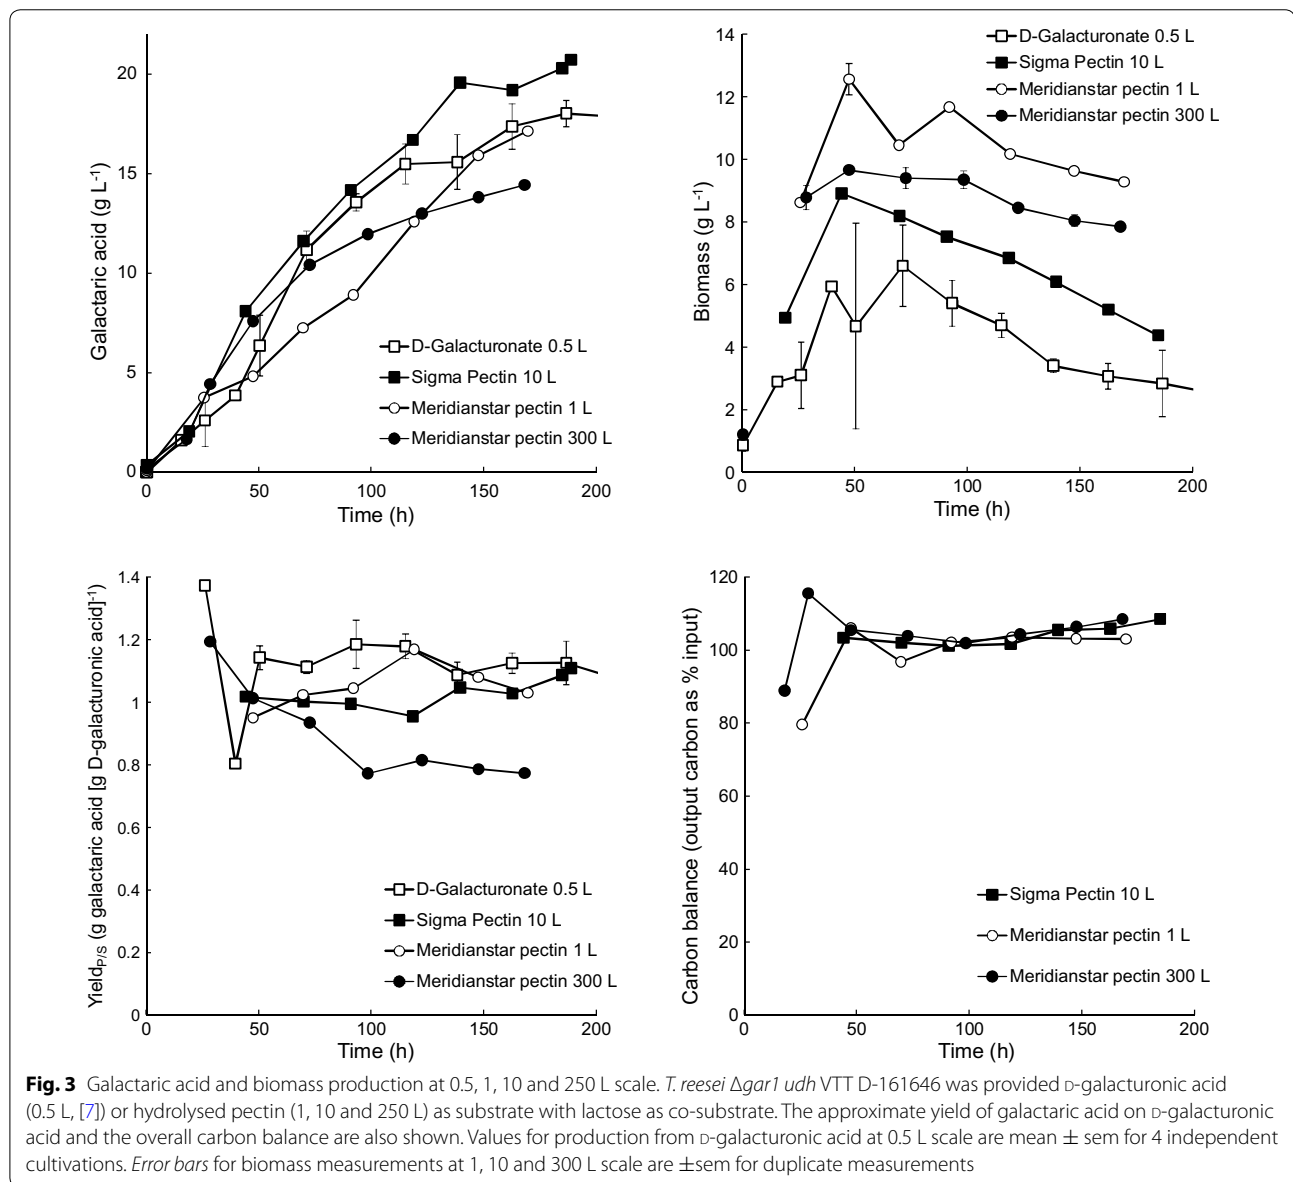 20
15
10
5
0
0
50
100
150
200
Galactaric acid (g L-1)
Time (h)
D-Galacturonate 0.5 L
Sigma Pectin 10 L
Meridianstar pectin 1 L
Meridianstar pectin 300 L
14
12
10
8
6
4
2
0
0
50
100
150
200
Biomass (g L-1)
Time (h)
D-Galacturonate 0.5 L
Sigma Pectin 10 L
Meridianstar pectin 1 L
Meridianstar pectin 300 L
1.4
1.2
1
0.8
0.6
0.4
0.2
0
0
50
100
150
200
YieldP/S (g galactaric acid [g D-galacturonic acid]-1)
Time (h)
D-Galacturonate 0.5 L
Sigma Pectin 10 L
Meridianstar pectin 1 L
Meridianstar pectin 300 L
120
100
80
60
40
20
0
0
50
100
150
200
Carbon balance (output carbon as % input)
Time (h)
Sigma Pectin 10 L
Meridianstar pectin 1 L
Meridianstar pectin 300 L
Fig. 3 Galactaric acid and biomass production at 0.5, 1, 10 and 250 L scale. T. reesei Δgar1 udh VTT D-161646 was provided D-galacturonic acid
(0.5 L, [7]) or hydrolysed pectin (1, 10 and 250 L) as substrate with lactose as co-substrate. The approximate yield of galactaric acid on D-galacturonic
acid and the overall carbon balance are also shown. Values for production from D-galacturonic acid at 0.5 L scale are mean ± sem for 4 independent
cultivations. Error bars for biomass measurements at 1, 10 and 300 L scale are ±sem for duplicate measurements